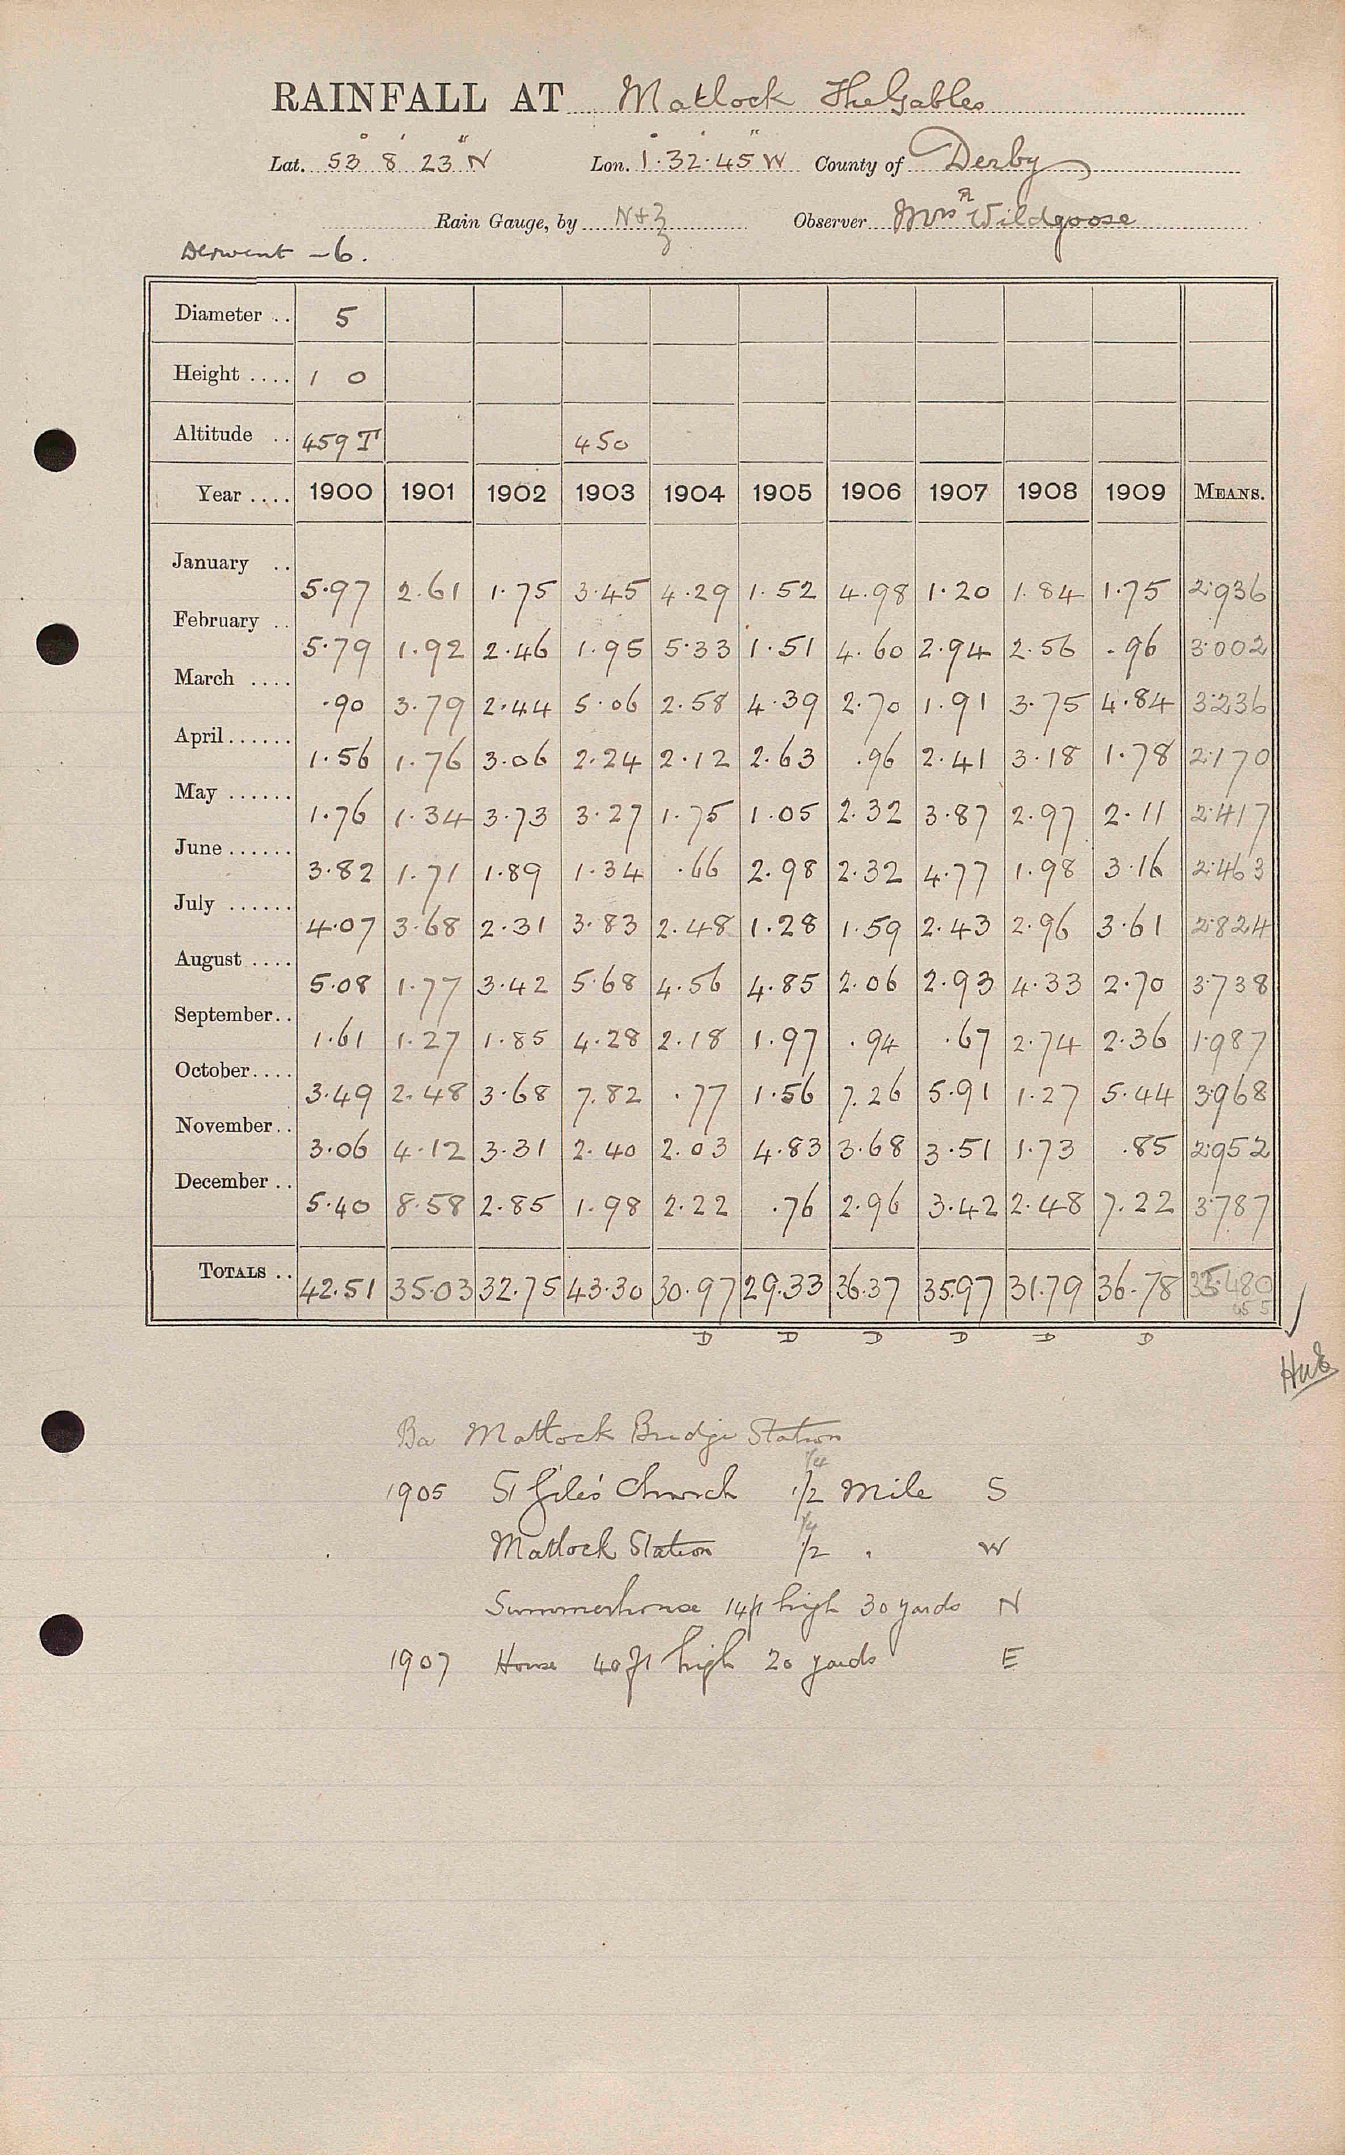 RAINFALL AT Matlock The Gables
Lat. 53° 8' 23" N Lon. 1° 32' 45" W County of Derby
Rain Gauge, by N+Z Observer Mrs R Wildgoose
Derwent - 6.
Diameter .. 5
Height .... 1 0
Altitude .. 459 T 450
Year .... 1900 1901 1902 1903 1904 1905 1906 1907 1908 1909 MEANS.
January .. 5.97 2.61 1.75 3.45 4.29 1.52 4.98 1.20 1.84 1.75 2.936
February .. 5.79 1.92 2.46 1.95 5.33 1.51 4.60 2.94 2.56 .96 3.002
March .... .90 3.79 2.44 5.06 2.58 4.39 2.70 1.91 3.75 4.84 3.236
April...... 1.56 1.76 3.06 2.24 2.12 2.63 .96 2.41 3.18 1.78 2.170
May ...... 1.76 1.34 3.73 3.27 1.75 1.05 2.32 3.87 2.97 2.11 2.417
June...... 3.82 1.71 1.89 1.34 .66 2.98 2.32 4.77 1.98 3.16 2.463
July ...... 4.07 3.68 2.31 3.83 2.48 1.28 1.59 2.43 2.96 3.61 2.824
August .... 5.08 1.77 3.42 5.68 4.56 4.85 2.06 2.93 4.33 2.70 3.738
September.. 1.61 1.27 1.85 4.28 2.18 1.97 .94 .67 2.74 2.36 1.987
October.... 3.49 2.48 3.68 7.82 .77 1.56 7.26 5.91 1.27 5.44 3.968
November.. 3.06 4.12 3.31 2.40 2.03 4.83 3.68 3.51 1.73 .85 2.952
December .. 5.40 8.58 2.85 1.98 2.22 .76 2.96 3.42 2.48 7.22 3.787
TOTALS .. 42.51 35.03 32.75 43.30 30.97 29.33 36.37 35.97 31.79 36.78 35.480
D D D D D D
Ba Matlock Bridge Station
1/4
1905 St Giles' Church 1/2 Mile S
1/4
Matlock Station 1/2 " W
Summerhouse 14ft high 30 yards N
1907 House 40 ft high 20 yards E